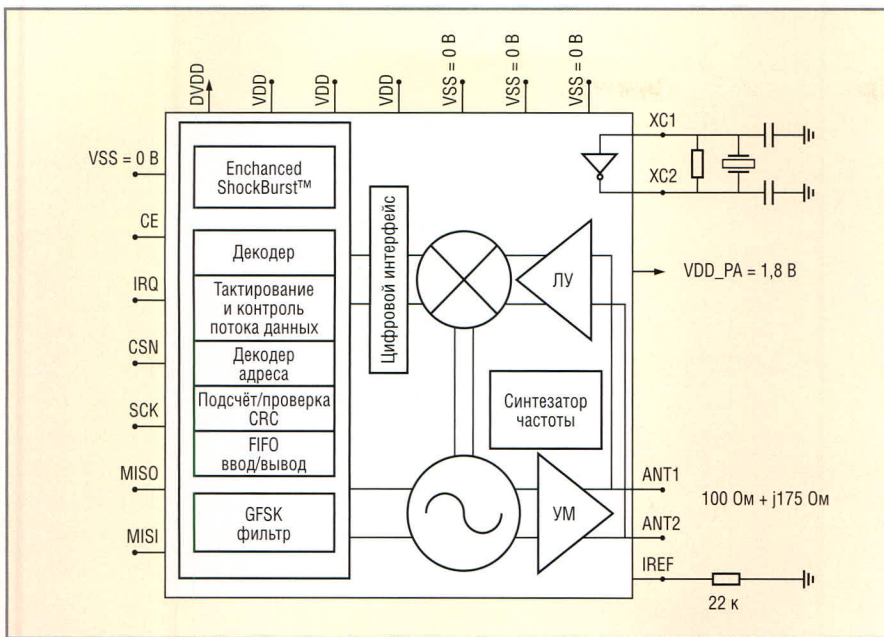 DVDD
VDD
VDD
VDD
VSS = 0 В
VSS = 0 В
VSS = 0 В
VSS = 0 В
CE
IRQ
CSN
SCK
MISO
MISI
Enchanced
ShockBurst™
Декодер
Тактирование
и контроль
потока данных
Декодер
адреса
Подсчёт/проверка
CRC
FIFO
ввод/вывод
GFSK
фильтр
Цифровой интерфейс
ЛУ
Синтезатор
частоты
УМ
XC1
XC2
VDD_PA = 1,8 В
ANT1
ANT2
100 Ом + j175 Ом
IREF
22 к